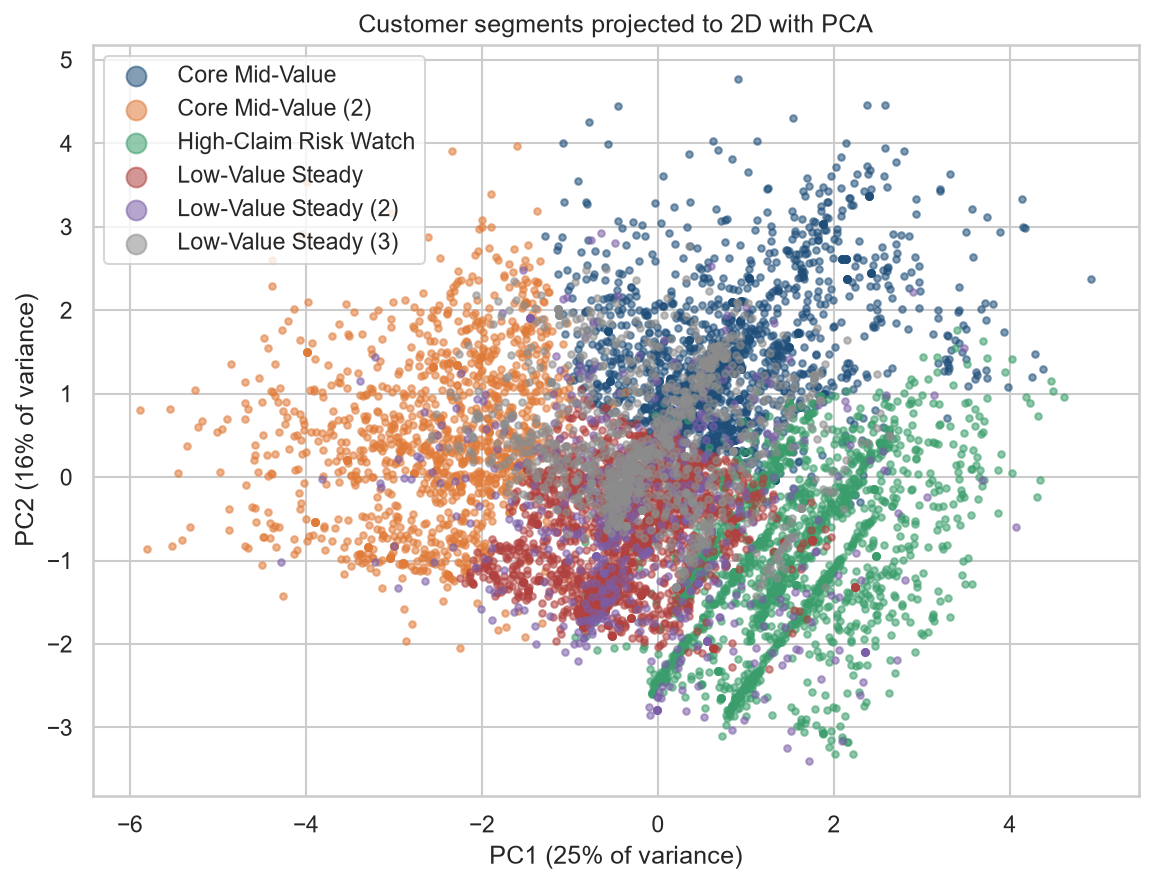 Customer segments projected to 2D with PCA
Core Mid-Value
Core Mid-Value (2)
High-Claim Risk Watch
Low-Value Steady
Low-Value Steady (2)
Low-Value Steady (3)
5
4
3
2
1
0
−1
−2
−3
PC2 (16% of variance)
−6 −4 −2 0 2 4
PC1 (25% of variance)